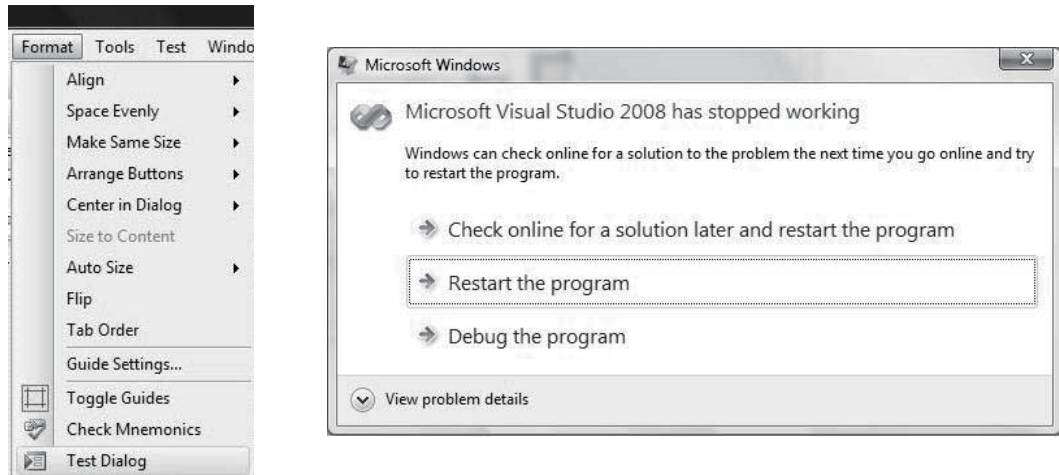 Format Tools Test Windo
Align
Space Evenly
Make Same Size
Arrange Buttons
Center in Dialog
Size to Content
Auto Size
Flip
Tab Order
Guide Settings...
Toggle Guides
Check Mnemonics
Test Dialog
Microsoft Windows
Microsoft Visual Studio 2008 has stopped working
Windows can check online for a solution to the problem the next time you go online and try
to restart the program.
Check online for a solution later and restart the program
Restart the program
Debug the program
View problem details